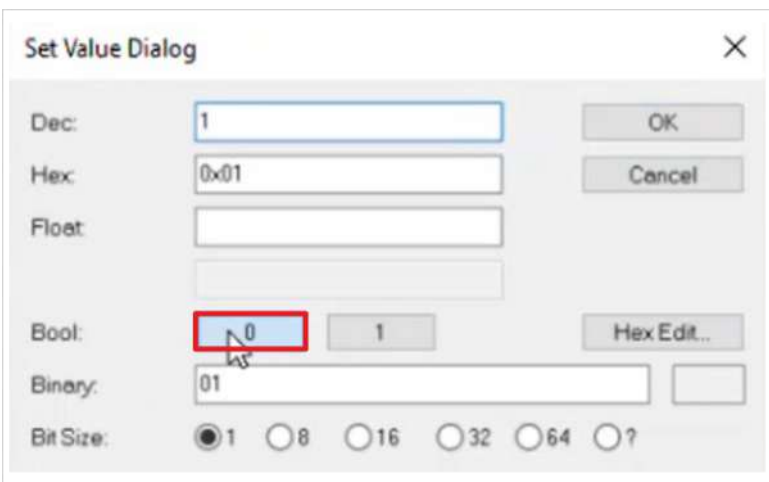 Set Value Dialog
Dec: 1 OK
Hex: 0x01 Cancel
Float:
Bool: 0 1 Hex Edit...
Binary: 01
Bit Size: 1 8 16 32 64 ?